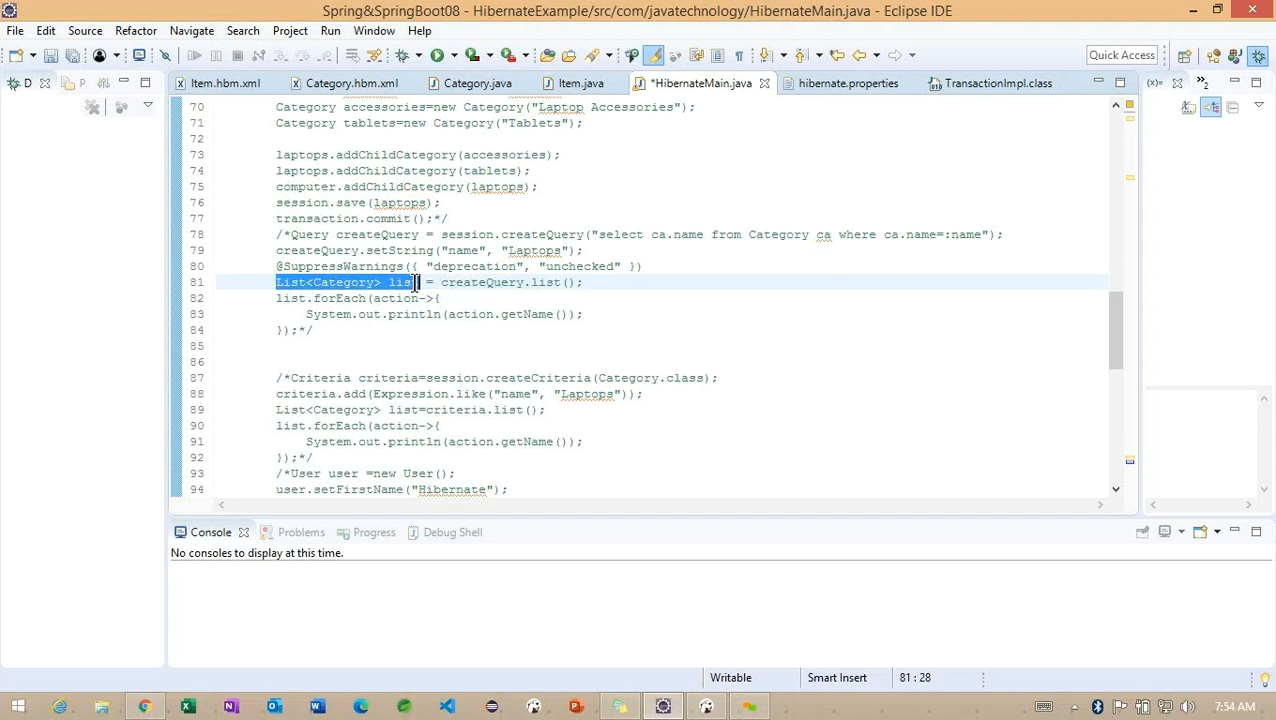 Spring&SpringBoot08 - HibernateExample/src/com/javatechnology/HibernateMain.java - Eclipse IDE
File Edit Source Refactor Navigate Search Project Run Window Help
Quick Access
D P Item.hbm.xml Category.hbm.xml Category.java Item.java *HibernateMain.java hibernate.properties TransactionImpl.class (x)= »2
70 Category accessories=new Category("Laptop Accessories");
71 Category tablets=new Category("Tablets");
72
73 laptops.addChildCategory(accessories);
74 laptops.addChildCategory(tablets);
75 computer.addChildCategory(laptops);
76 session.save(laptops);
77 transaction.commit();*/
78 /*Query createQuery = session.createQuery("select ca.name from Category ca where ca.name=:name");
79 createQuery.setString("name", "Laptops");
80 @SuppressWarnings({ "deprecation", "unchecked" })
81 List<Category> list = createQuery.list();
82 list.forEach(action->{
83 System.out.println(action.getName());
84 });*/
85
86
87 /*Criteria criteria=session.createCriteria(Category.class);
88 criteria.add(Expression.like("name", "Laptops"));
89 List<Category> list=criteria.list();
90 list.forEach(action->{
91 System.out.println(action.getName());
92 });*/
93 /*User user =new User();
94 user.setFirstName("Hibernate");
Console Problems Progress Debug Shell
No consoles to display at this time.
Writable Smart Insert 81 : 28
7:54 AM